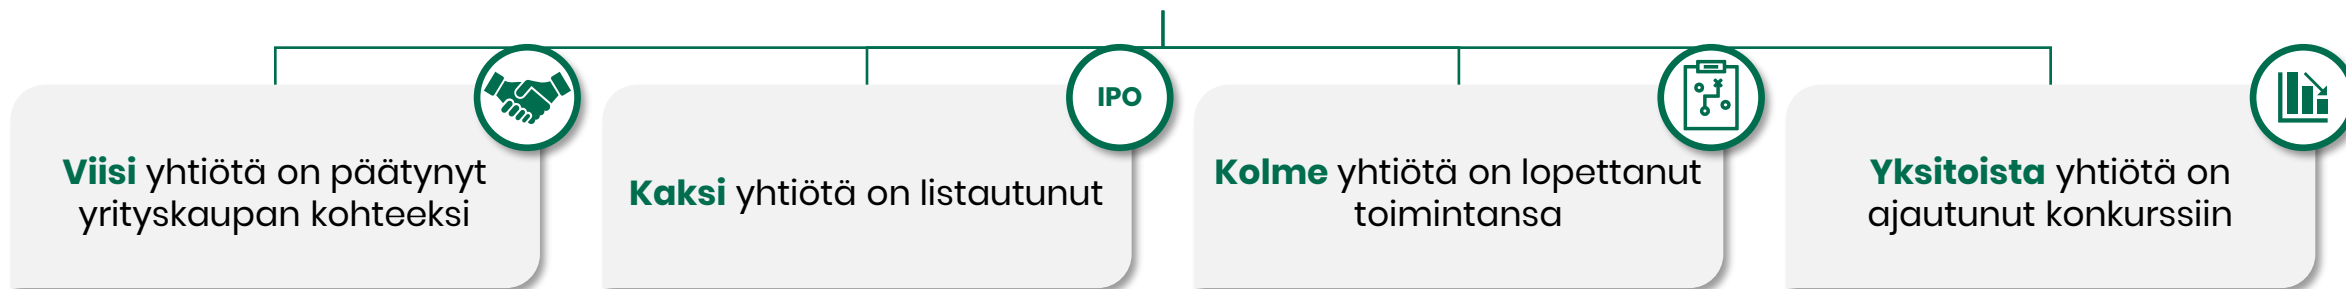 Viisi yhtiötä on päätynyt
yrityskaupan kohteeksi
IPO
Kaksi yhtiötä on listautunut
Kolme yhtiötä on lopettanut
toimintansa
Yksitoista yhtiötä on
ajautunut konkurssiin